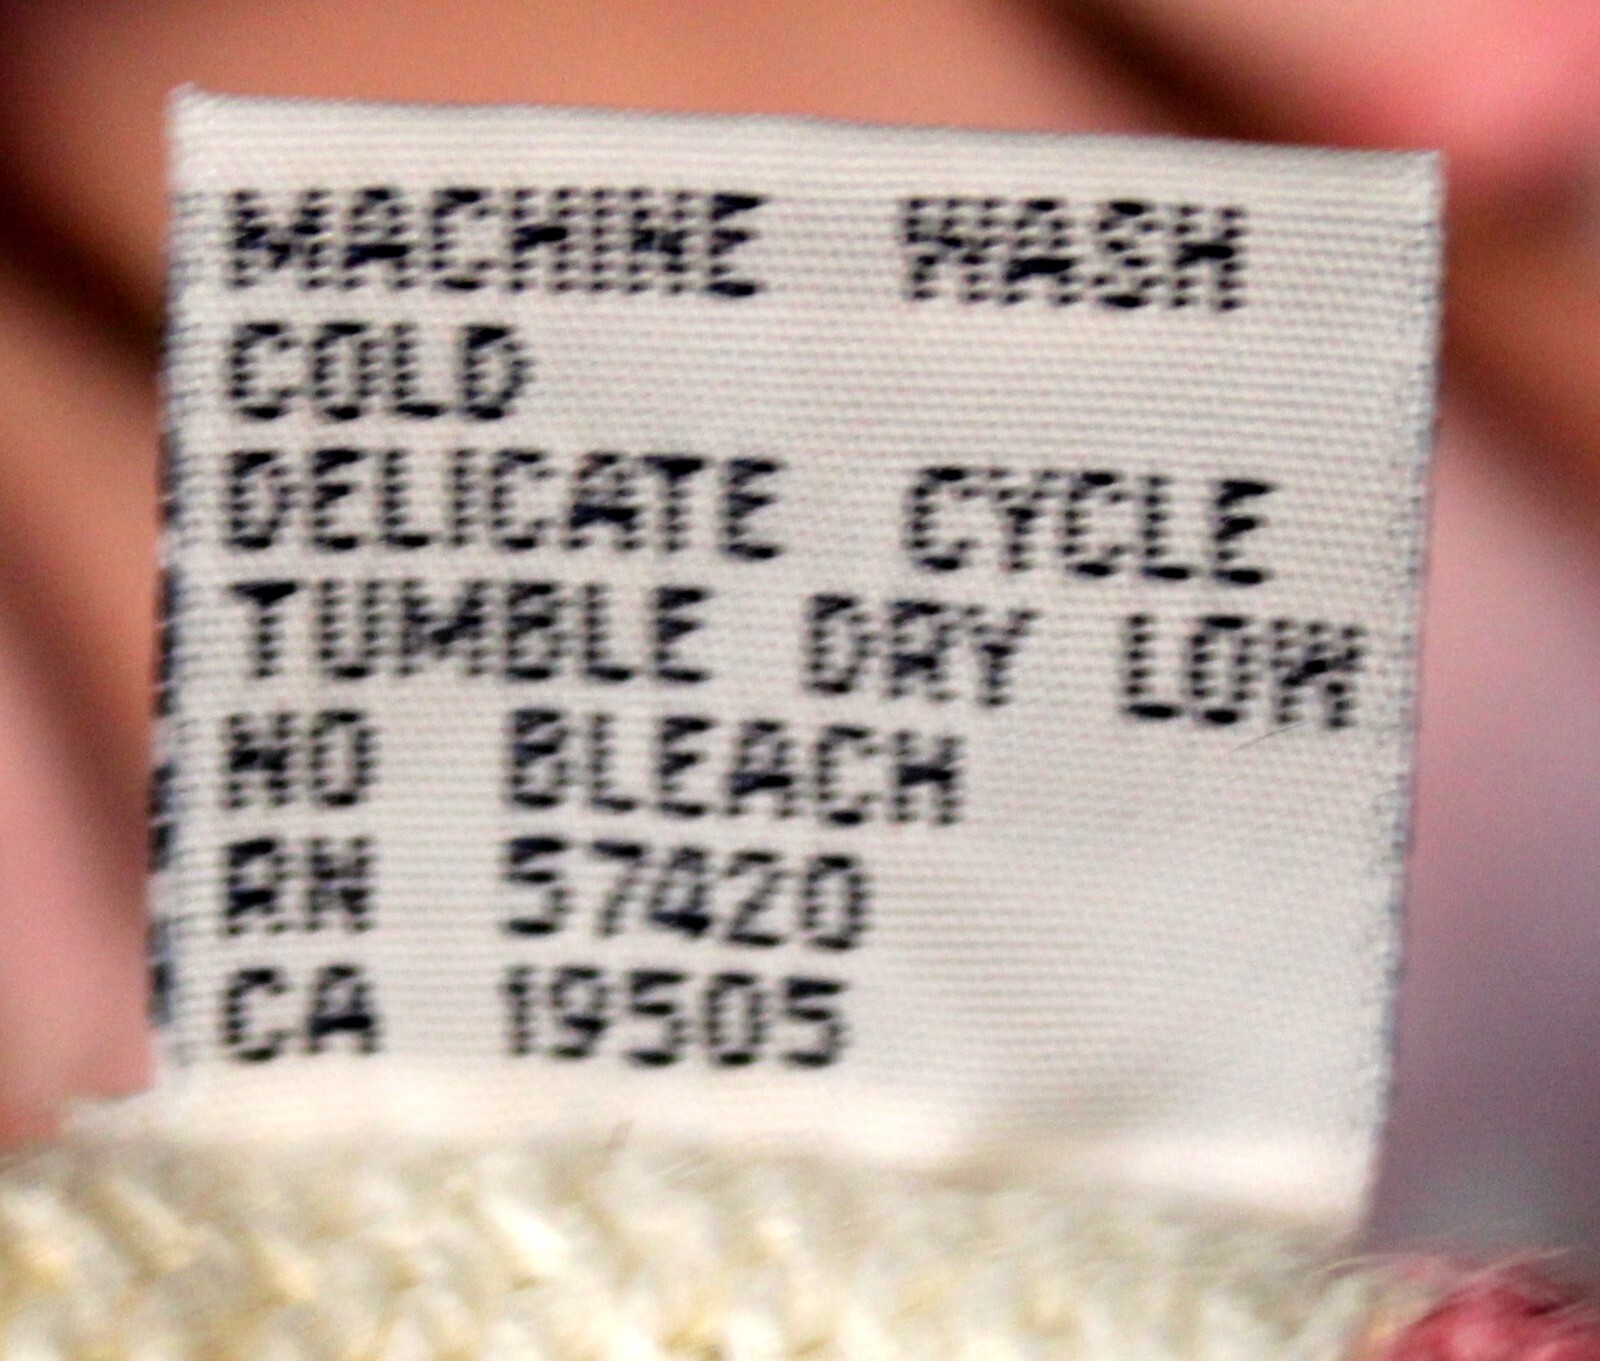 MACHINE WASH
COLD
DELICATE CYCLE
TUMBLE DRY LOW
NO BLEACH
RN 57420
CA 19505